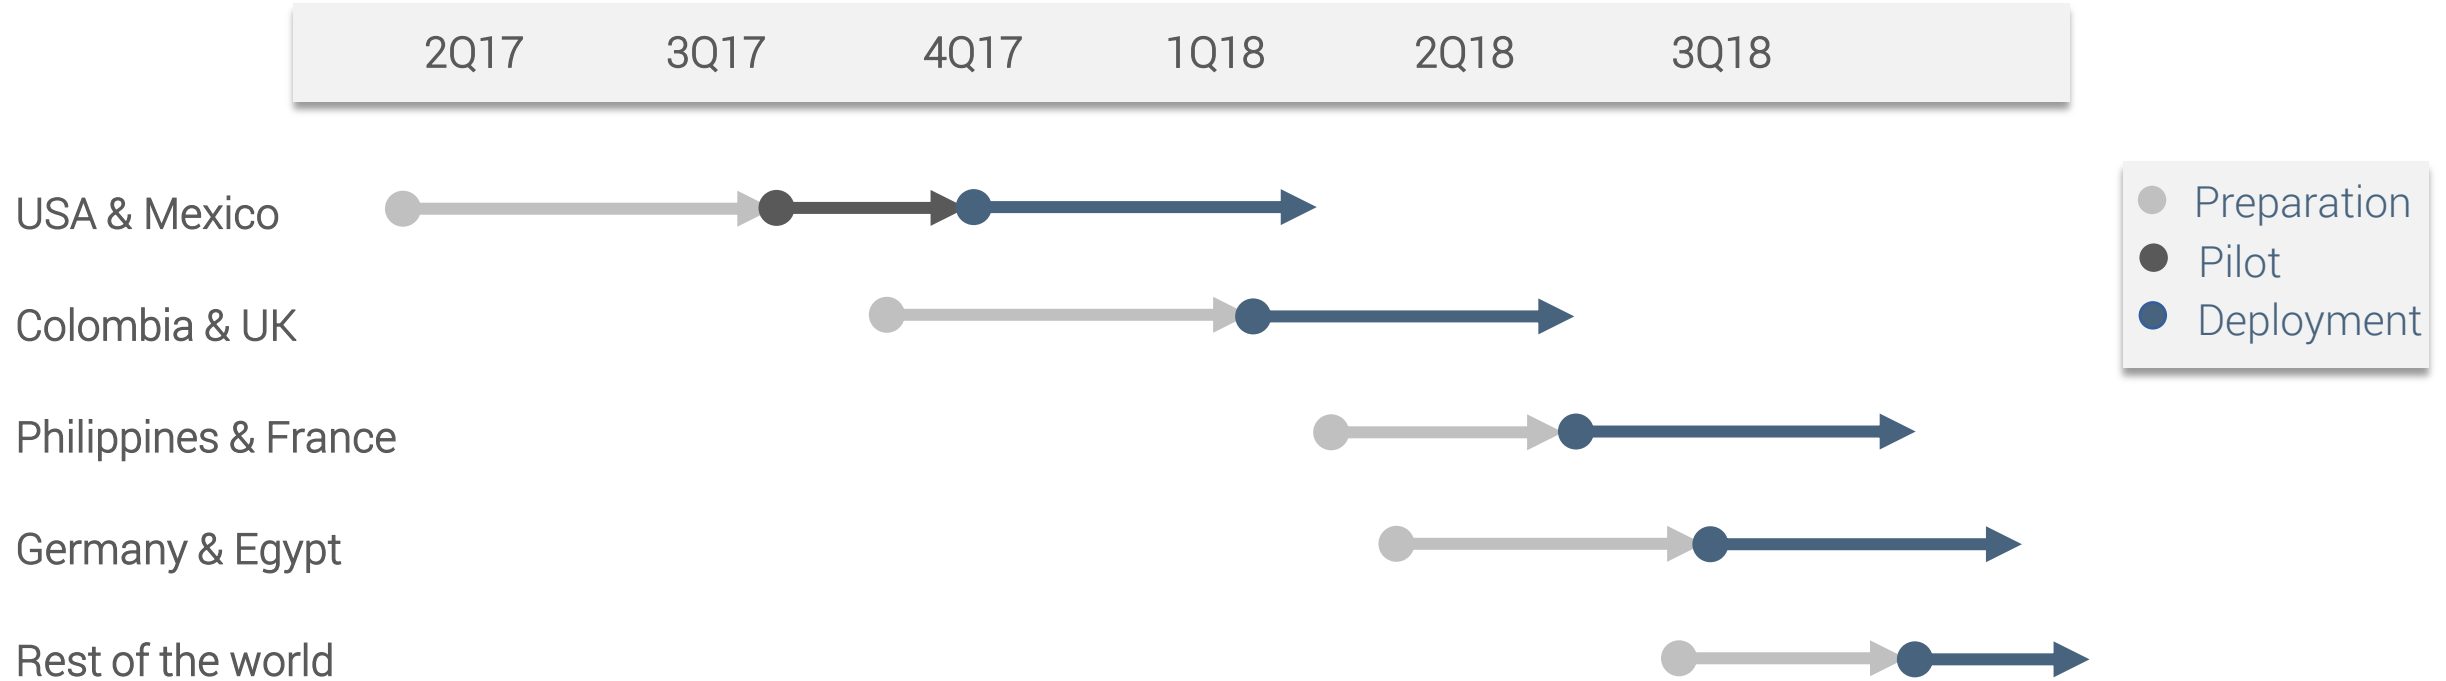 2Q17 3Q17 4Q17 1Q18 2Q18 3Q18
USA & Mexico
Colombia & UK
Philippines & France
Germany & Egypt
Rest of the world
Preparation
Pilot
Deployment